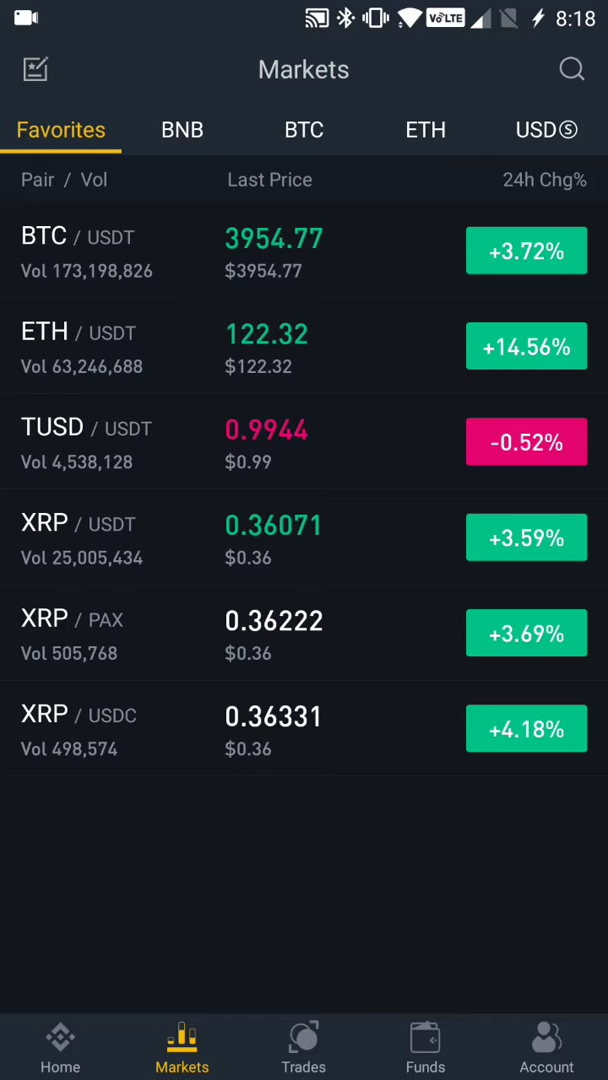 VoLTE 8:18
Markets
Favorites BNB BTC ETH USDⓈ
Pair / Vol Last Price 24h Chg%
BTC / USDT 3954.77 +3.72%
Vol 173,198,826 $3954.77
ETH / USDT 122.32 +14.56%
Vol 63,246,688 $122.32
TUSD / USDT 0.9944 -0.52%
Vol 4,538,128 $0.99
XRP / USDT 0.36071 +3.59%
Vol 25,005,434 $0.36
XRP / PAX 0.36222 +3.69%
Vol 505,768 $0.36
XRP / USDC 0.36331 +4.18%
Vol 498,574 $0.36
Home Markets Trades Funds Account